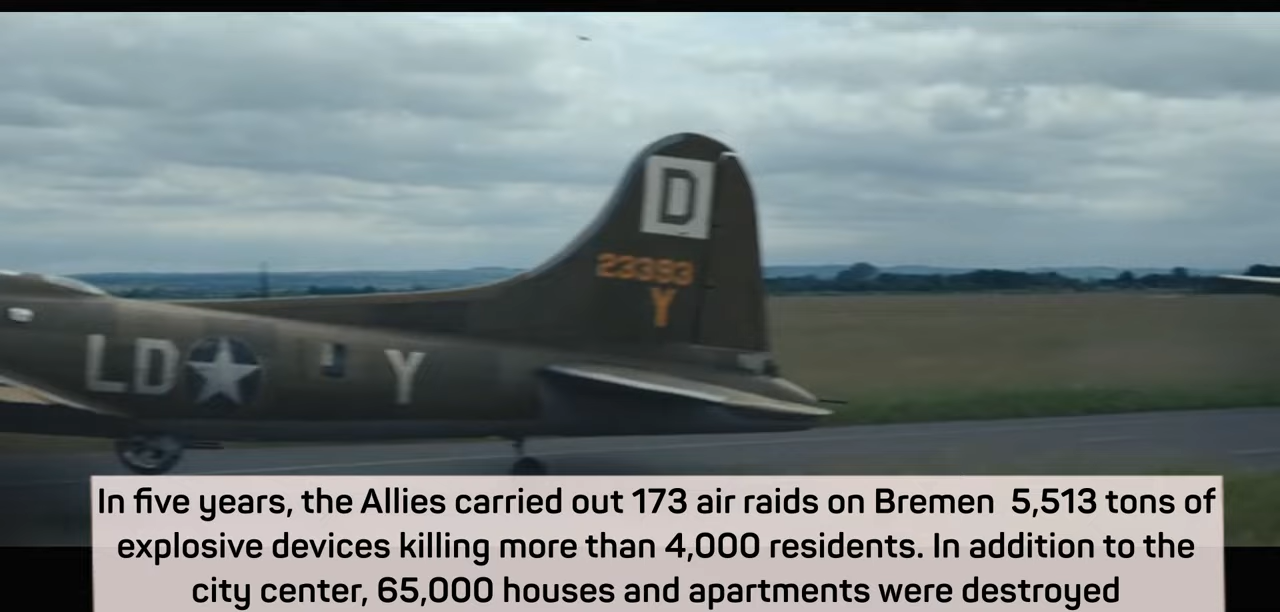 D
23393
Y
LD Y
In five years, the Allies carried out 173 air raids on Bremen 5,513 tons of
explosive devices killing more than 4,000 residents. In addition to the
city center, 65,000 houses and apartments were destroyed